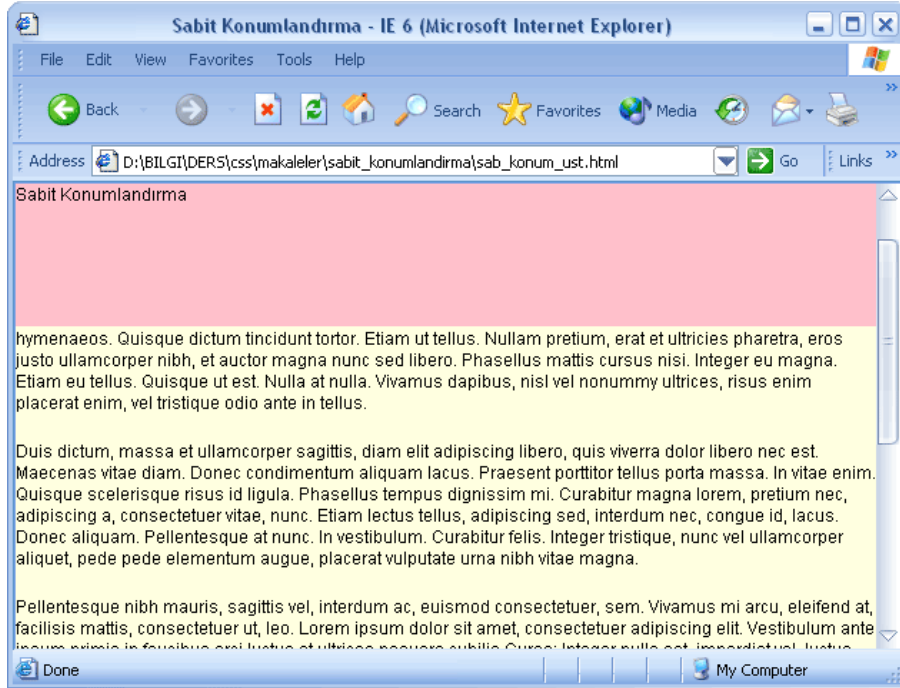 Sabit Konumlandırma - IE 6 (Microsoft Internet Explorer)
File Edit View Favorites Tools Help
Back Search Favorites Media
Address D:\BILGI\DERS\css\makaleler\sabit_konumlandirma\sab_konum_ust.html Go Links
Sabit Konumlandırma
hymenaeos. Quisque dictum tincidunt tortor. Etiam ut tellus. Nullam pretium, erat et ultricies pharetra, eros
justo ullamcorper nibh, et auctor magna nunc sed libero. Phasellus mattis cursus nisi. Integer eu magna.
Etiam eu tellus. Quisque ut est. Nulla at nulla. Vivamus dapibus, nisl vel nonummy ultrices, risus enim
placerat enim, vel tristique odio ante in tellus.
Duis dictum, massa et ullamcorper sagittis, diam elit adipiscing libero, quis viverra dolor libero nec est.
Maecenas vitae diam. Donec condimentum aliquam lacus. Praesent porttitor tellus porta massa. In vitae enim.
Quisque scelerisque risus id ligula. Phasellus tempus dignissim mi. Curabitur magna lorem, pretium nec,
adipiscing a, consectetuer vitae, nunc. Etiam lectus tellus, adipiscing sed, interdum nec, congue id, lacus.
Donec aliquam. Pellentesque at nunc. In vestibulum. Curabitur felis. Integer tristique, nunc vel ullamcorper
aliquet, pede pede elementum augue, placerat vulputate urna nibh vitae magna.
Pellentesque nibh mauris, sagittis vel, interdum ac, euismod consectetuer, sem. Vivamus mi arcu, eleifend at,
facilisis mattis, consectetuer ut, leo. Lorem ipsum dolor sit amet, consectetuer adipiscing elit. Vestibulum ante
Done My Computer